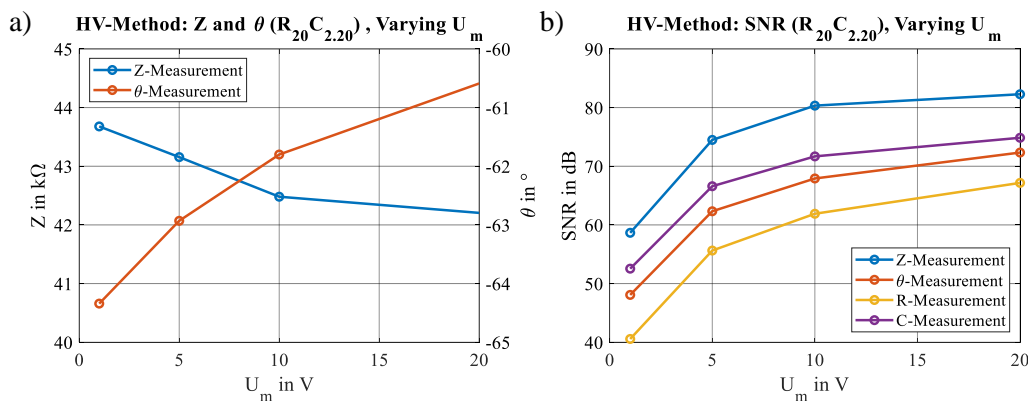 a)
HV-Method: Z and θ (R20C2.20) , Varying Um
Z-Measurement
θ-Measurement
45
44
43
42
41
40
Z in kΩ
-60
-61
-62
-63
-64
-65
θ in °
0
5
10
15
20
Um in V
b)
HV-Method: SNR (R20C2.20), Varying Um
90
80
70
60
50
40
SNR in dB
Z-Measurement
θ-Measurement
R-Measurement
C-Measurement
0
5
10
15
20
Um in V